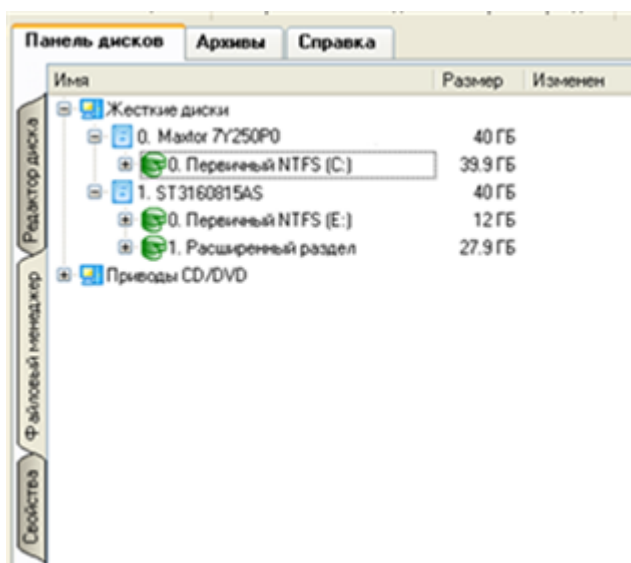 Панель дисков Архивы Справка
Имя Размер Изменен
Жесткие диски
0. Maxtor 7Y250P0 40 ГБ
0. Первичный NTFS (C:) 39.9 ГБ
1. ST3160815AS 40 ГБ
0. Первичный NTFS (E:) 12 ГБ
1. Расширенный раздел 27.9 ГБ
Приводы CD/DVD
Редактор диска
Файловый менеджер
Свойства